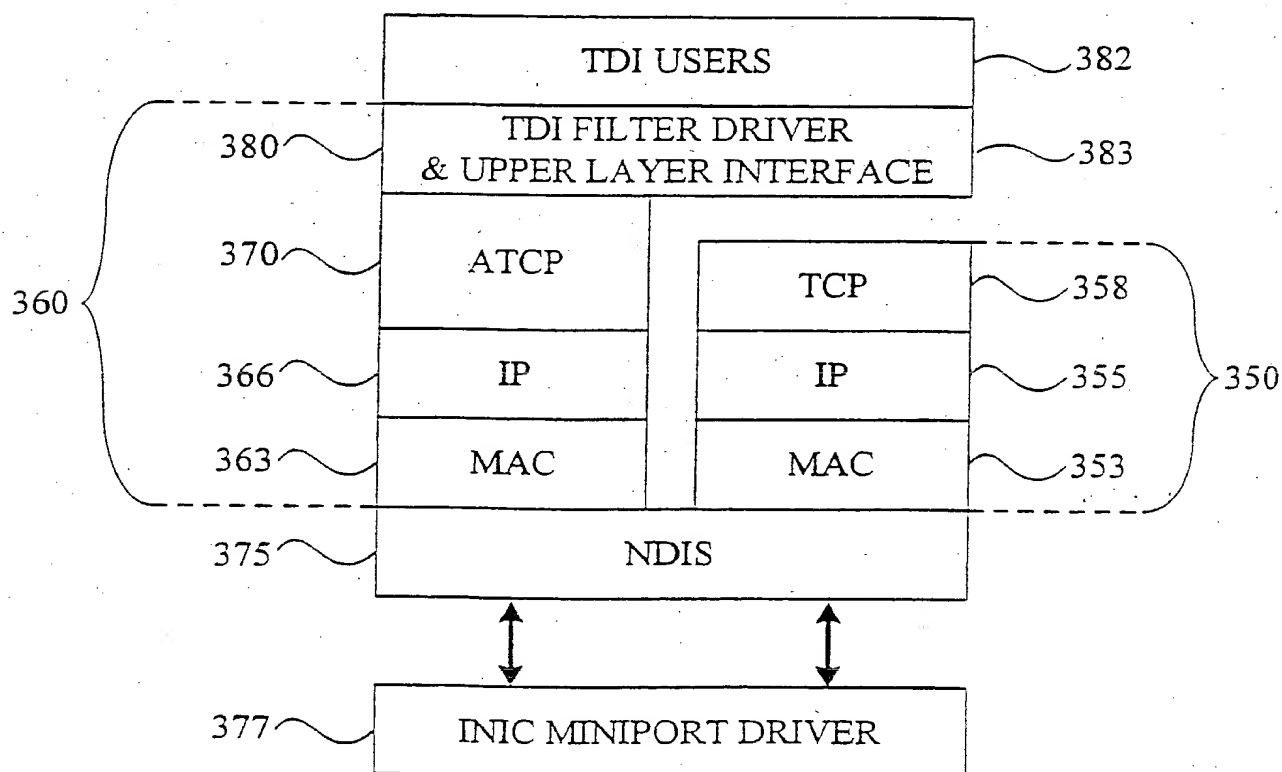 TDI USERS
382
380
TDI FILTER DRIVER
& UPPER LAYER INTERFACE
383
370
ATCP
TCP
358
360
366
IP
IP
355
350
363
MAC
MAC
353
375
NDIS
377
INIC MINIPORT DRIVER